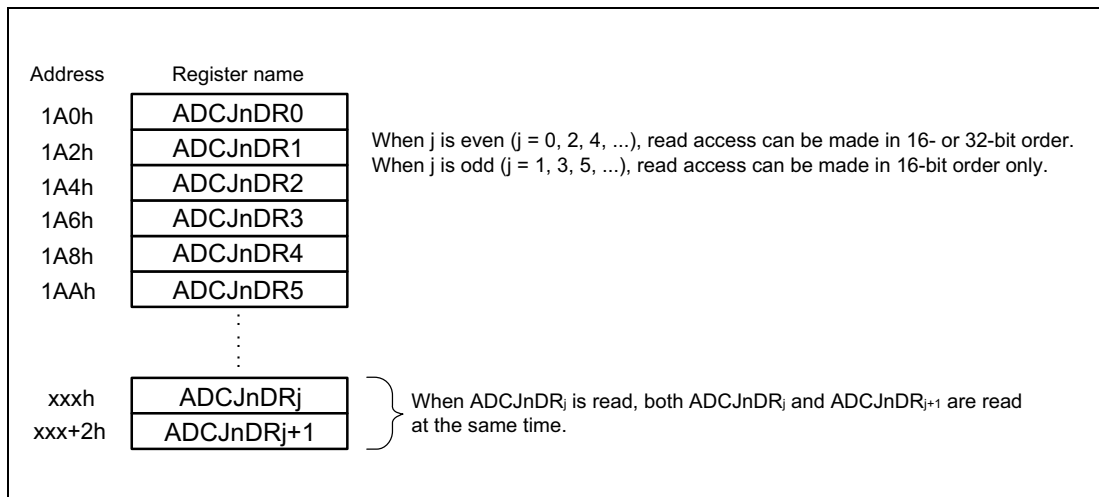 Address Register name
1A0h ADCJnDR0
1A2h ADCJnDR1
1A4h ADCJnDR2
1A6h ADCJnDR3
1A8h ADCJnDR4
1AAh ADCJnDR5
When j is even (j = 0, 2, 4, ...), read access can be made in 16- or 32-bit order.
When j is odd (j = 1, 3, 5, ...), read access can be made in 16-bit order only.
xxxh ADCJnDRj
xxx+2h ADCJnDRj+1
When ADCJnDRj is read, both ADCJnDRj and ADCJnDRj+1 are read
at the same time.